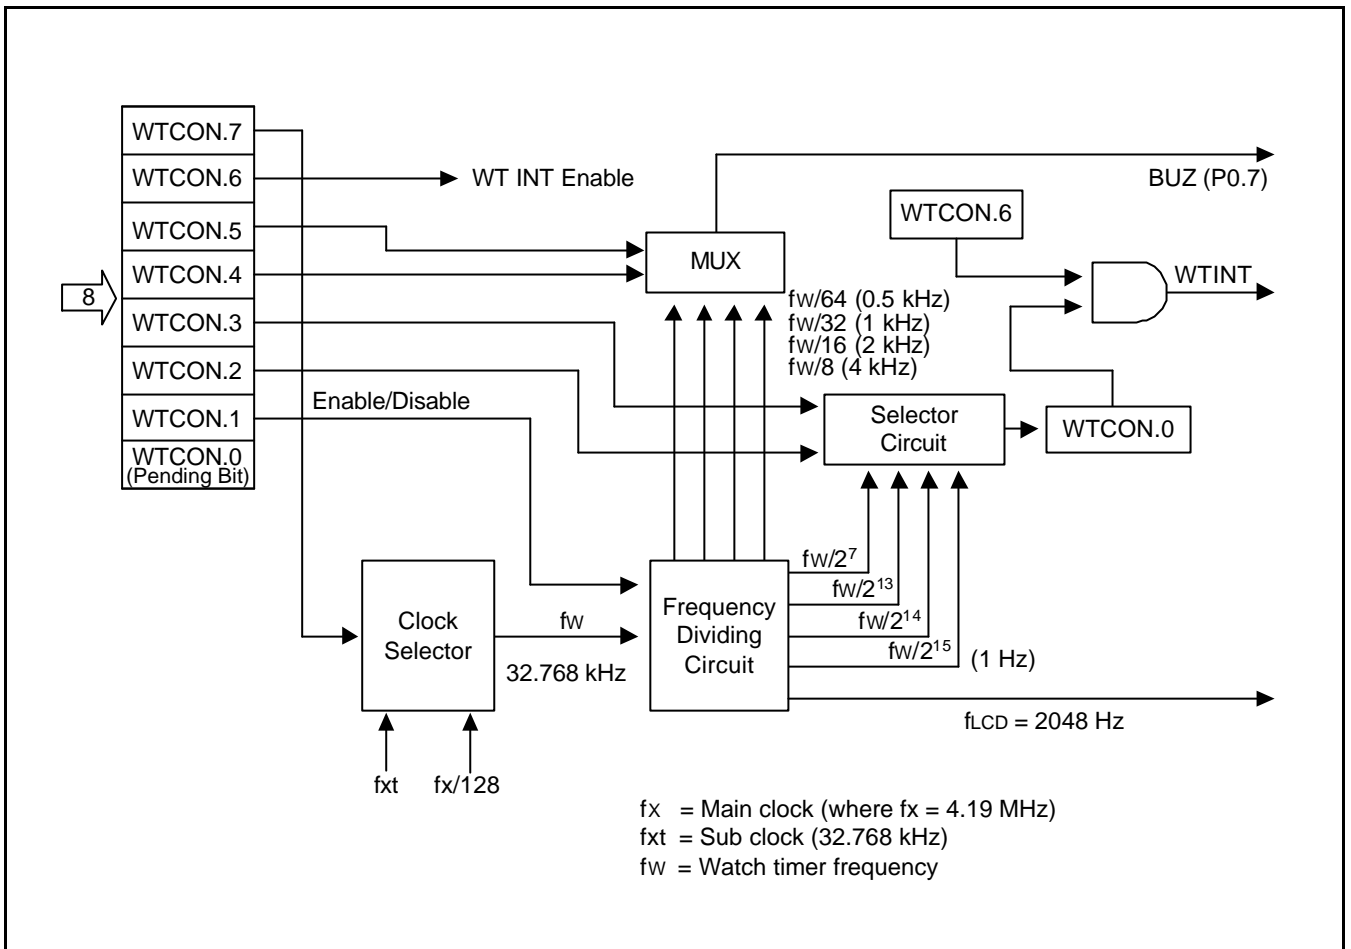 WTCON.7
WTCON.6
WTCON.5
WTCON.4
WTCON.3
WTCON.2
WTCON.1
WTCON.0
(Pending Bit)
8
WT INT Enable
Enable/Disable
MUX
BUZ (P0.7)
WTCON.6
WTINT
fW/64 (0.5 kHz)
fW/32 (1 kHz)
fW/16 (2 kHz)
fW/8 (4 kHz)
Selector
Circuit
WTCON.0
Clock
Selector
fW
32.768 kHz
Frequency
Dividing
Circuit
fW/2⁷
fW/2¹³
fW/2¹⁴
fW/2¹⁵
(1 Hz)
fLCD = 2048 Hz
fxt
fx/128
fX = Main clock (where fx = 4.19 MHz)
fxt = Sub clock (32.768 kHz)
fW = Watch timer frequency